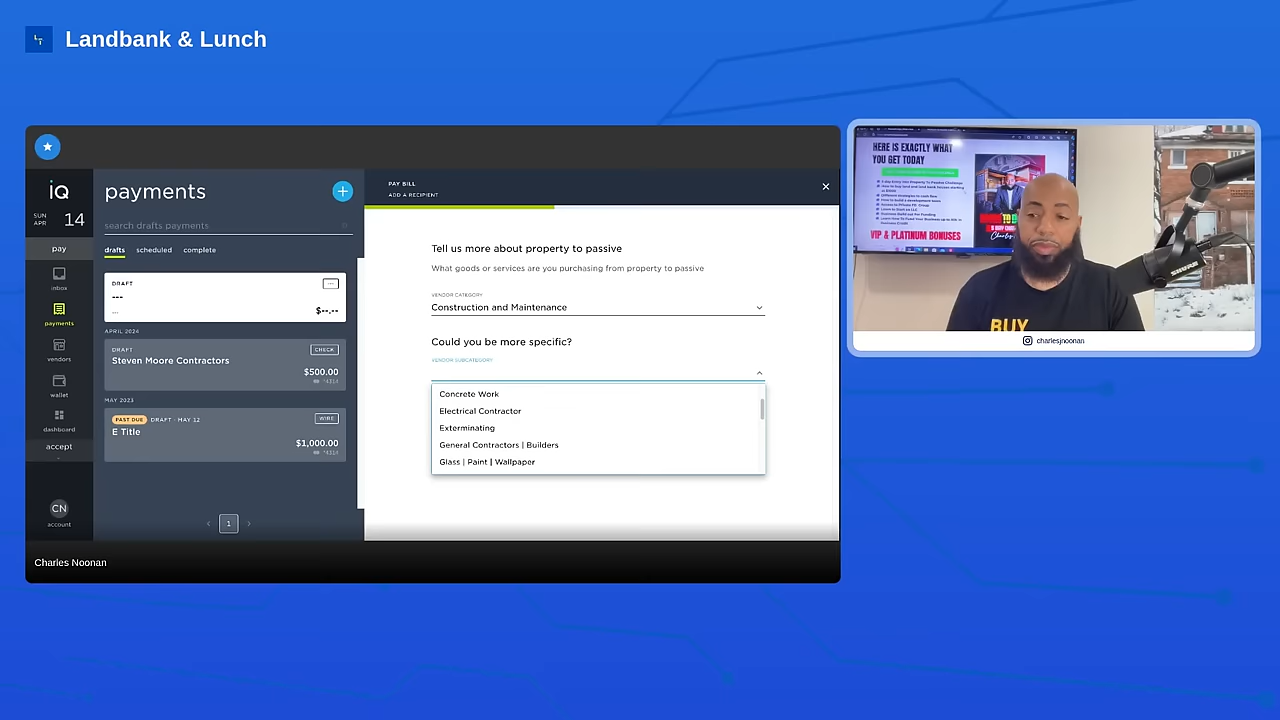 Landbank & Lunch
iQ
SUN
APR
14
pay
inbox
payments
vendors
wallet
dashboard
accept
CN
account
payments
search drafts payments
drafts
scheduled
complete
DRAFT
---
...
$--.--
APRIL 2024
DRAFT
CHECK
Steven Moore Contractors
$500.00
MAY 2023
PAST DUE
DRAFT · MAY 12
WIRE
E Title
$1,000.00
1
PAY BILL
ADD A RECIPIENT
Tell us more about property to passive
What goods or services are you purchasing from property to passive
VENDOR CATEGORY
Construction and Maintenance
Could you be more specific?
VENDOR SUBCATEGORY
Concrete Work
Electrical Contractor
Exterminating
General Contractors | Builders
Glass | Paint | Wallpaper
Charles Noonan
HERE IS EXACTLY WHAT
YOU GET TODAY
VIP & PLATINUM BONUSES
SHURE
BUY
charlesjnoonan